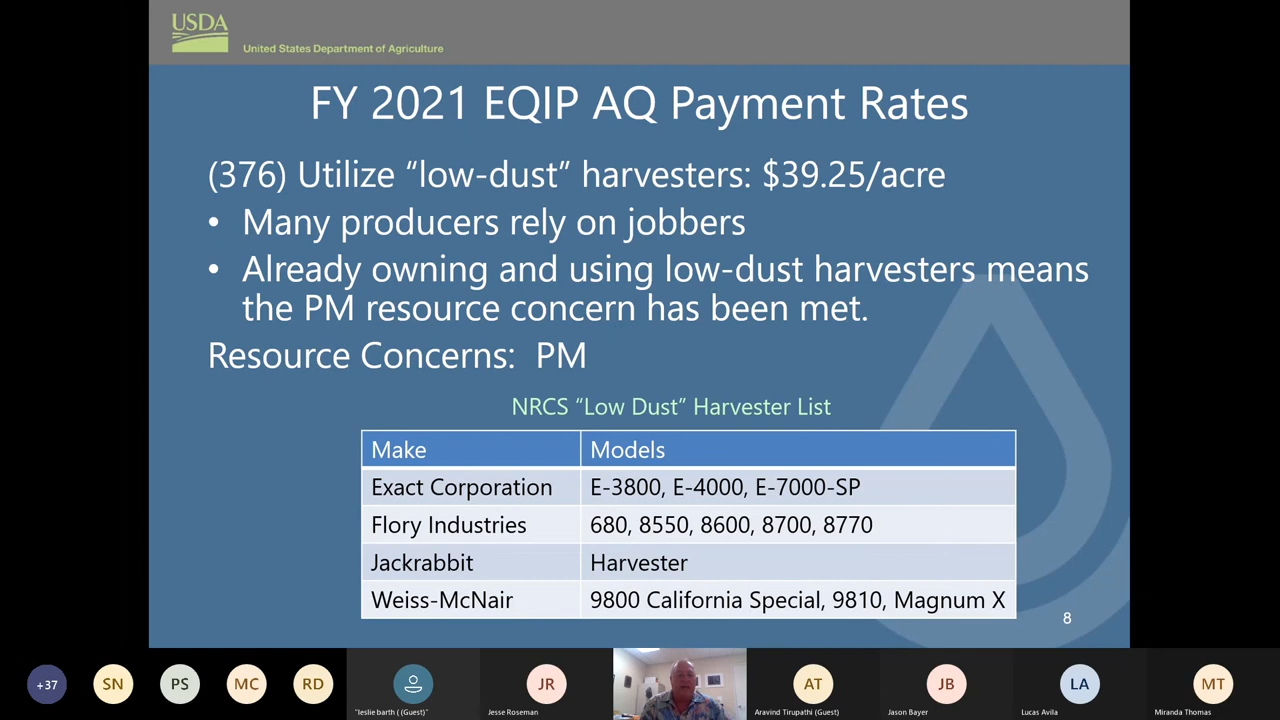 USDA
United States Department of Agriculture
FY 2021 EQIP AQ Payment Rates
(376) Utilize “low-dust” harvesters: $39.25/acre
• Many producers rely on jobbers
• Already owning and using low-dust harvesters means
the PM resource concern has been met.
Resource Concerns:  PM
NRCS “Low Dust” Harvester List
Make Models
Exact Corporation E-3800, E-4000, E-7000-SP
Flory Industries 680, 8550, 8600, 8700, 8770
Jackrabbit Harvester
Weiss-McNair 9800 California Special, 9810, Magnum X
8
+37 SN PS MC RD JR AT JB LA MT
"leslie barth ( (Guest)" Jesse Roseman Aravind Tirupathi (Guest) Jason Bayer Lucas Avila Miranda Thomas